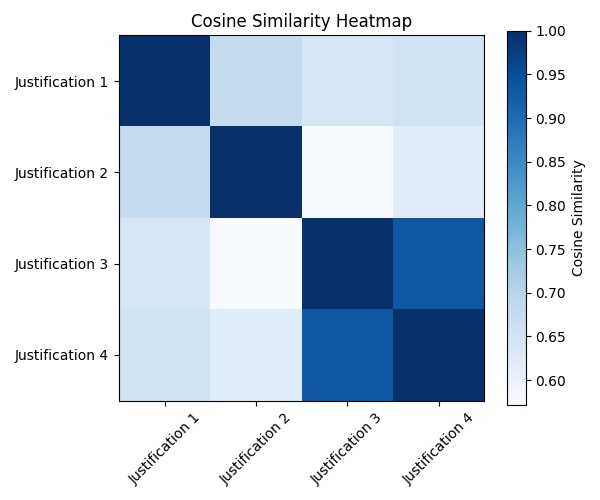 Cosine Similarity Heatmap
Justification 1
Justification 2
Justification 3
Justification 4
Justification 1
Justification 2
Justification 3
Justification 4
1.00
0.95
0.90
0.85
0.80
0.75
0.70
0.65
0.60
Cosine Similarity